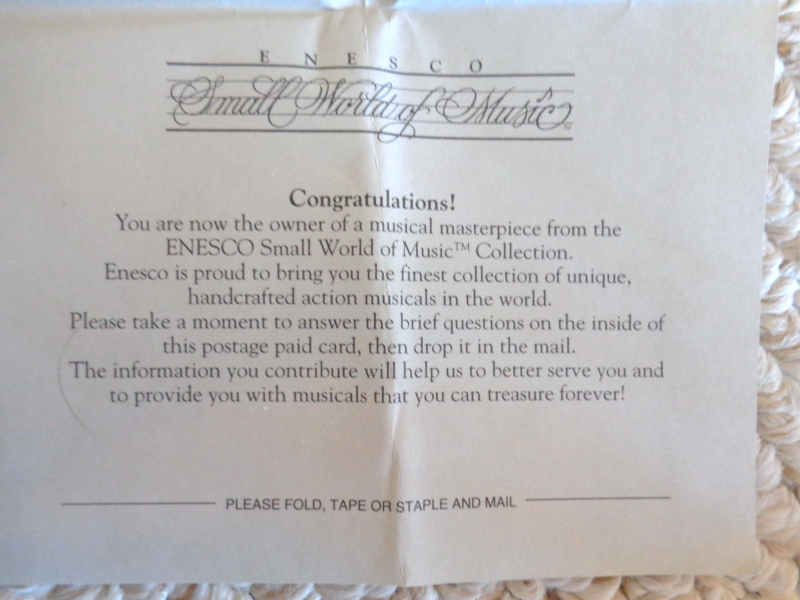 ENESCO
Small World of Music™
Congratulations!
You are now the owner of a musical masterpiece from the
ENESCO Small World of Music™ Collection.
Enesco is proud to bring you the finest collection of unique,
handcrafted action musicals in the world.
Please take a moment to answer the brief questions on the inside of
this postage paid card, then drop it in the mail.
The information you contribute will help us to better serve you and
to provide you with musicals that you can treasure forever!
PLEASE FOLD, TAPE OR STAPLE AND MAIL